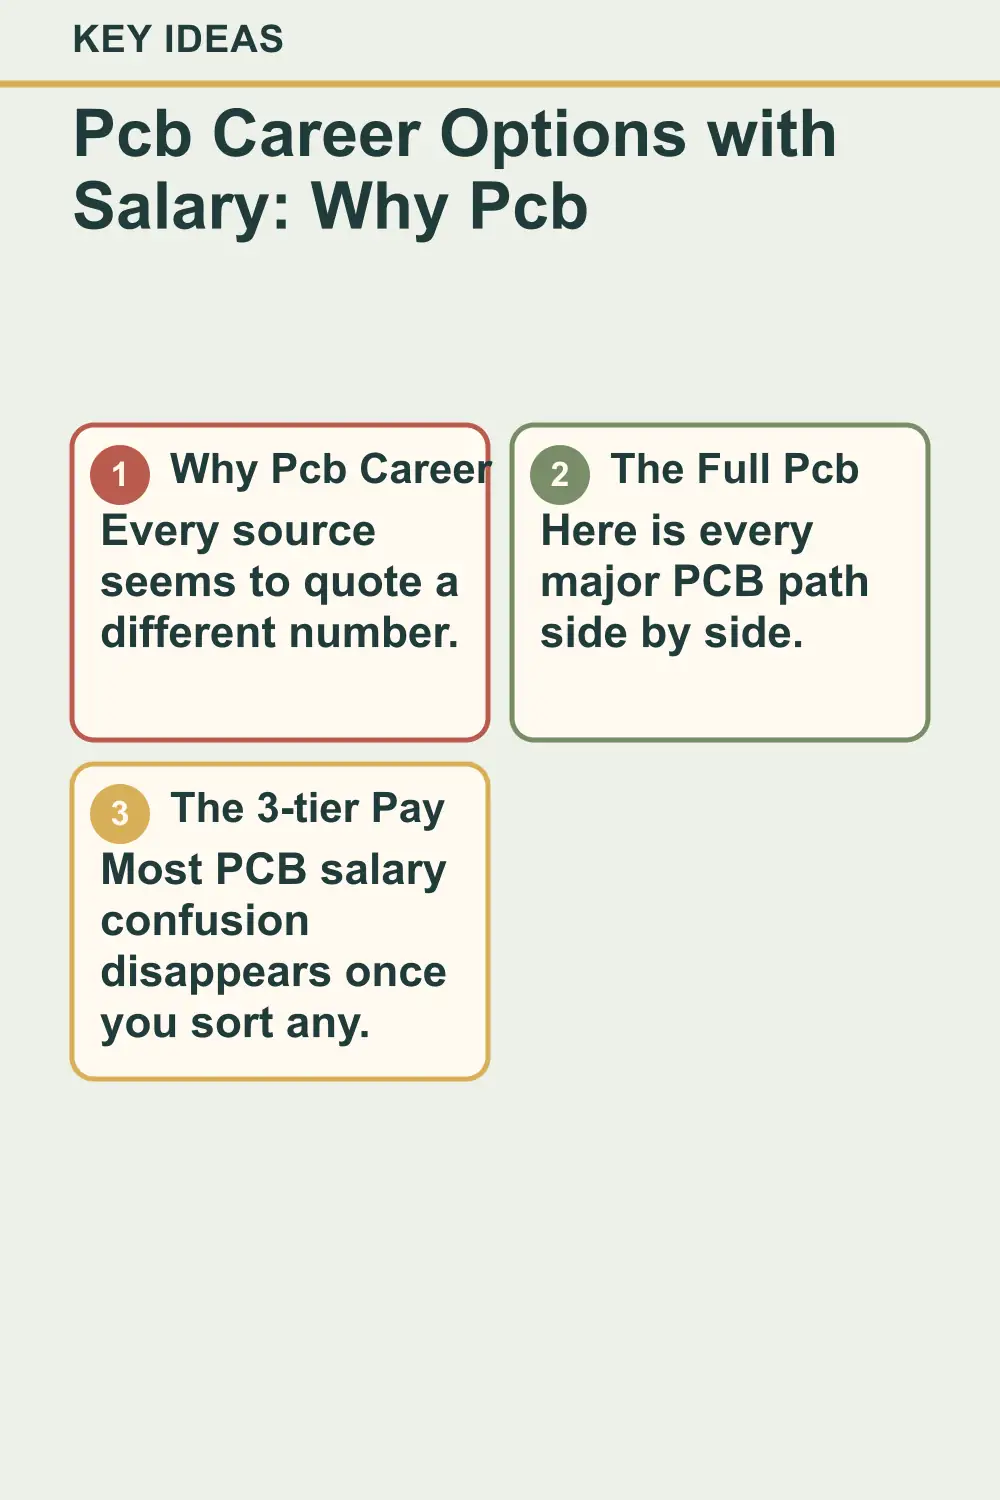 KEY IDEAS
Pcb Career Options with
Salary: Why Pcb
1 Why Pcb Career
Every source
seems to quote a
different number.
2 The Full Pcb
Here is every
major PCB path
side by side.
3 The 3-tier Pay
Most PCB salary
confusion
disappears once
you sort any.